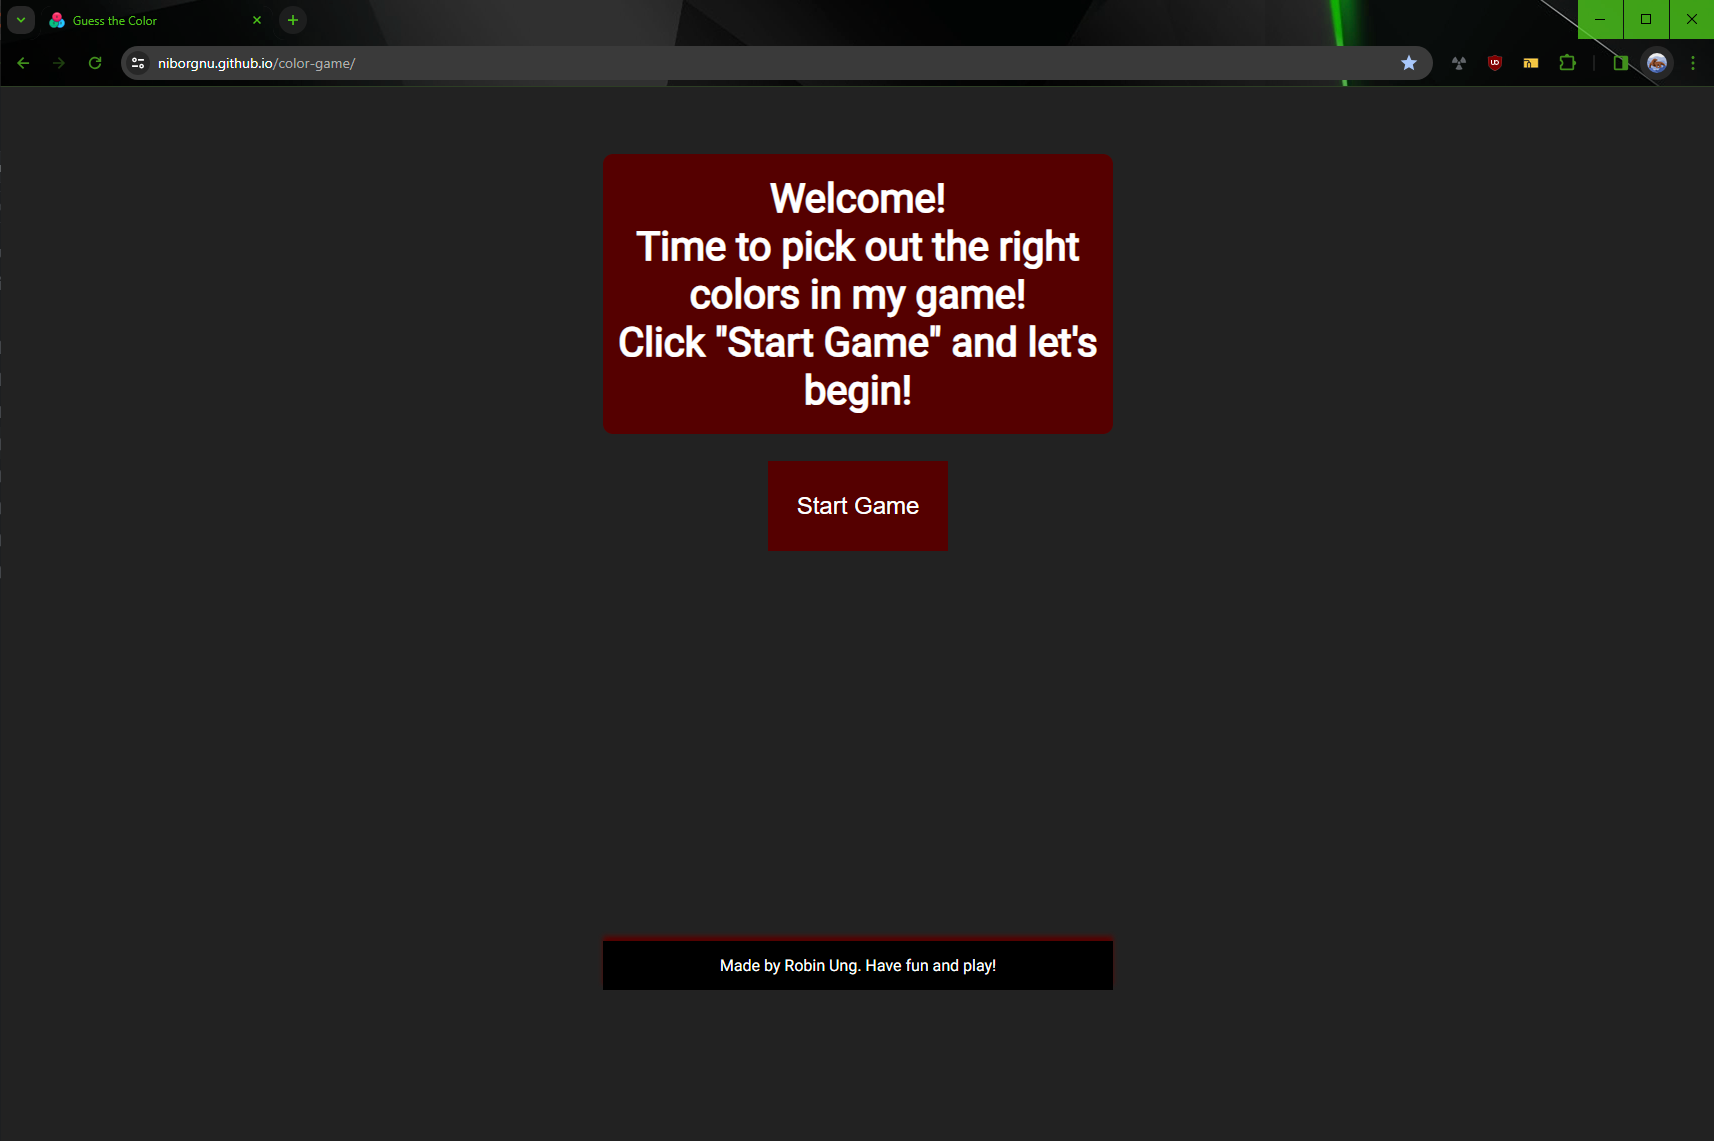 Guess the Color
niborgnu.github.io/color-game/
Welcome!
Time to pick out the right
colors in my game!
Click "Start Game" and let's
begin!
Start Game
Made by Robin Ung. Have fun and play!